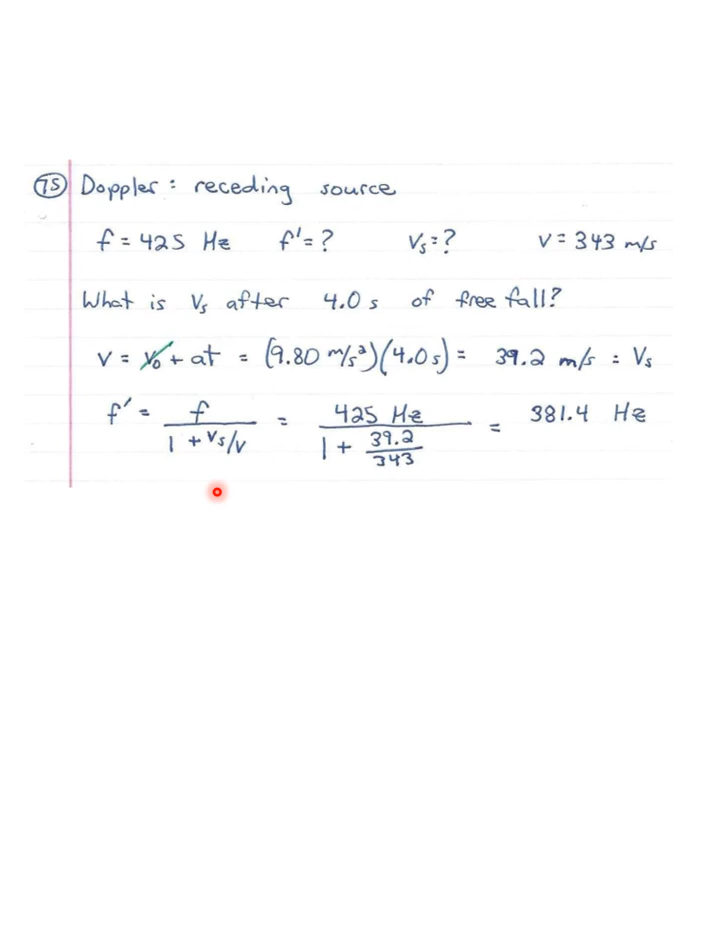 75 Doppler: receding source
f = 425 Hz f' = ? Vs = ? V = 343 m/s
What is Vs after 4.0 s of free fall?
V = V0 + at = (9.80 m/s²)(4.0 s) = 39.2 m/s = Vs
f' = f / (1 + Vs/V) = 425 Hz / (1 + 39.2/343) = 381.4 Hz